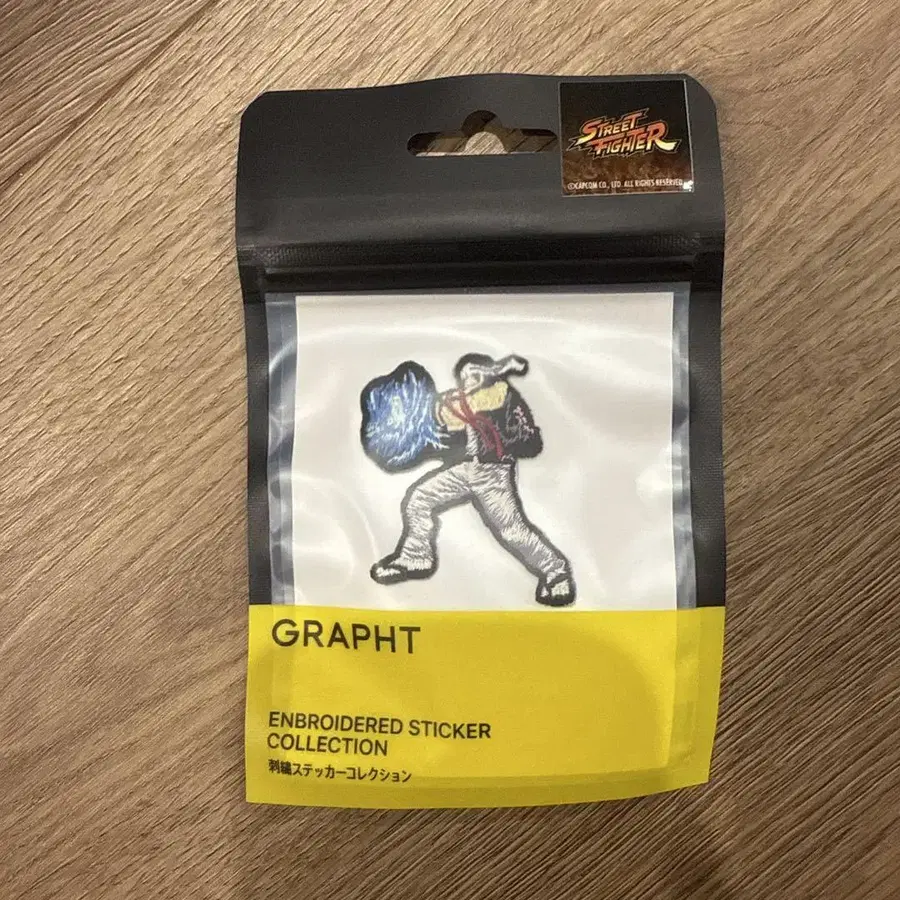 STREET
FIGHTER
©CAPCOM CO., LTD. ALL RIGHTS RESERVED.
GRAPHT
ENBROIDERED STICKER
COLLECTION
刺繍ステッカーコレクション